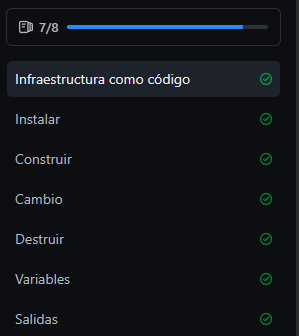 7/8
Infraestructura como código
Instalar
Construir
Cambio
Destruir
Variables
Salidas